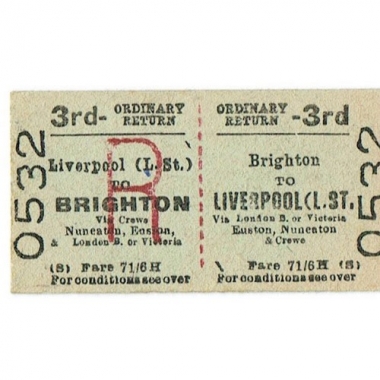 0532
3rd- ORDINARY RETURN
Liverpool (L. St.)
TO
BRIGHTON
Via Crewe
Nuneaton, Euston,
& London B. or Victoria
(S) Fare 71/6 H
For conditions see over
R
ORDINARY RETURN -3rd
Brighton
TO
LIVERPOOL(L.ST.
Via London B. or Victoria
Euston, Nuneaton
& Crewe
Fare 71/6 H (S)
For conditions see over
0532